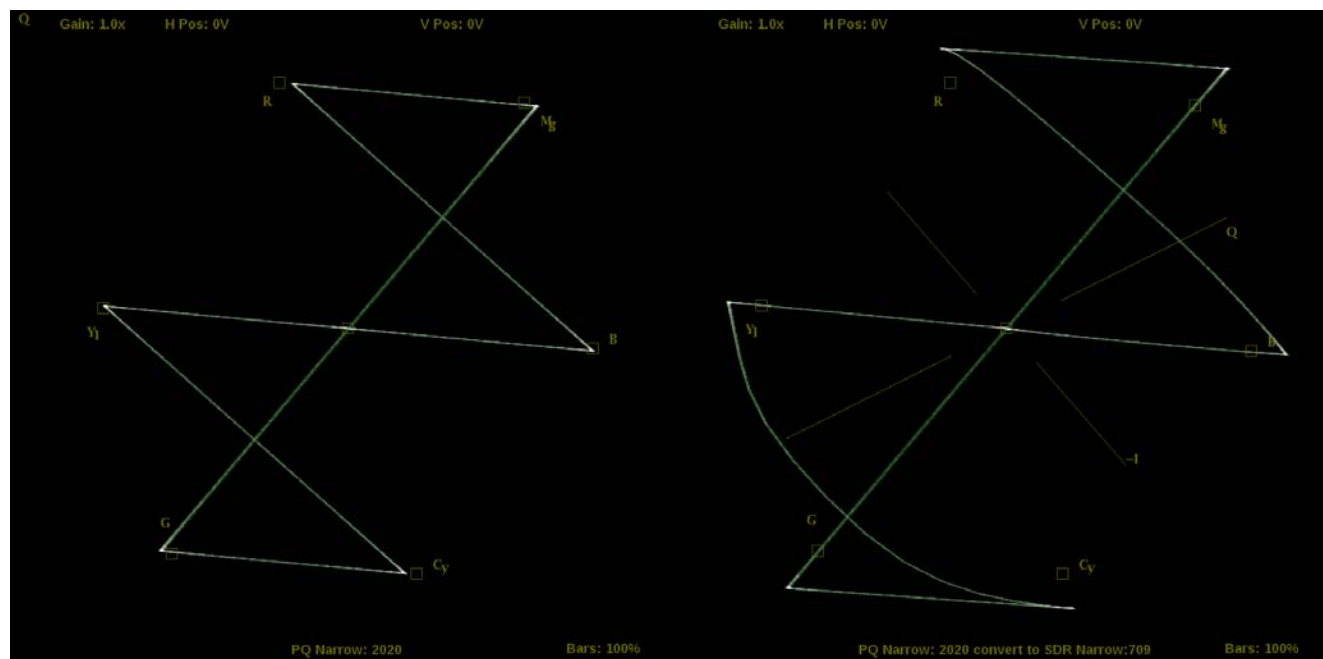 Q
Gain: 1.0x H Pos: 0V V Pos: 0V
R
Mg
Yl
B
G
Cy
PQ Narrow: 2020 Bars: 100%
Gain: 1.0x H Pos: 0V V Pos: 0V
R
Mg
Q
Yl
B
-I
G
Cy
PQ Narrow: 2020 convert to SDR Narrow:709 Bars: 100%